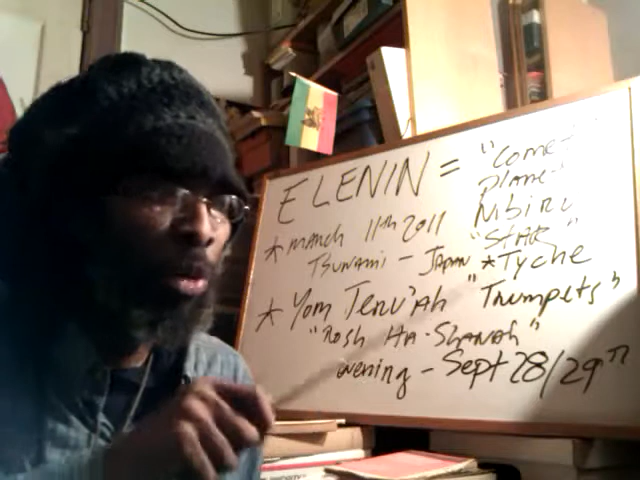 ELENIN = "Comet
Planet
Nibiru
* MARCH 11th 2011 "STAR"
TSUNAMI - JAPAN *Tyche
* Yom Teru'ah "Trumpets"
"Rosh Ha-Shanah"
evening - Sept 28/29th